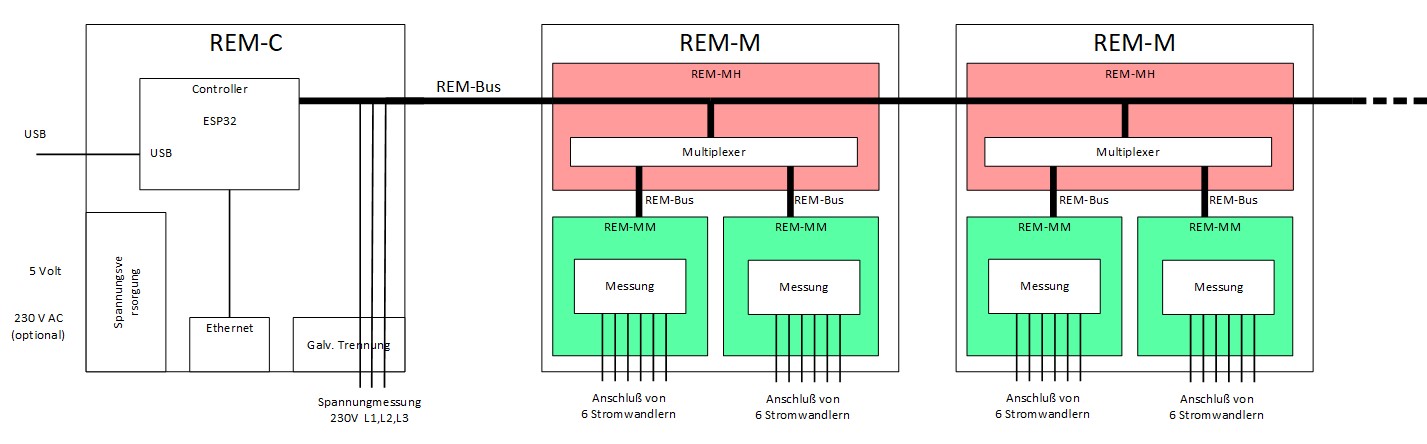 REM-C
Controller
ESP32
USB
USB
5 Volt
230 V AC
(optional)
Spannungsve
rsorgung
Ethernet
Galv. Trennung
Spannungmessung
230V L1,L2,L3
REM-Bus
REM-M
REM-MH
Multiplexer
REM-Bus
REM-Bus
REM-MM
Messung
Anschluß von
6 Stromwandlern
REM-MM
Messung
Anschluß von
6 Stromwandlern
REM-M
REM-MH
Multiplexer
REM-Bus
REM-Bus
REM-MM
Messung
Anschluß von
6 Stromwandlern
REM-MM
Messung
Anschluß von
6 Stromwandlern